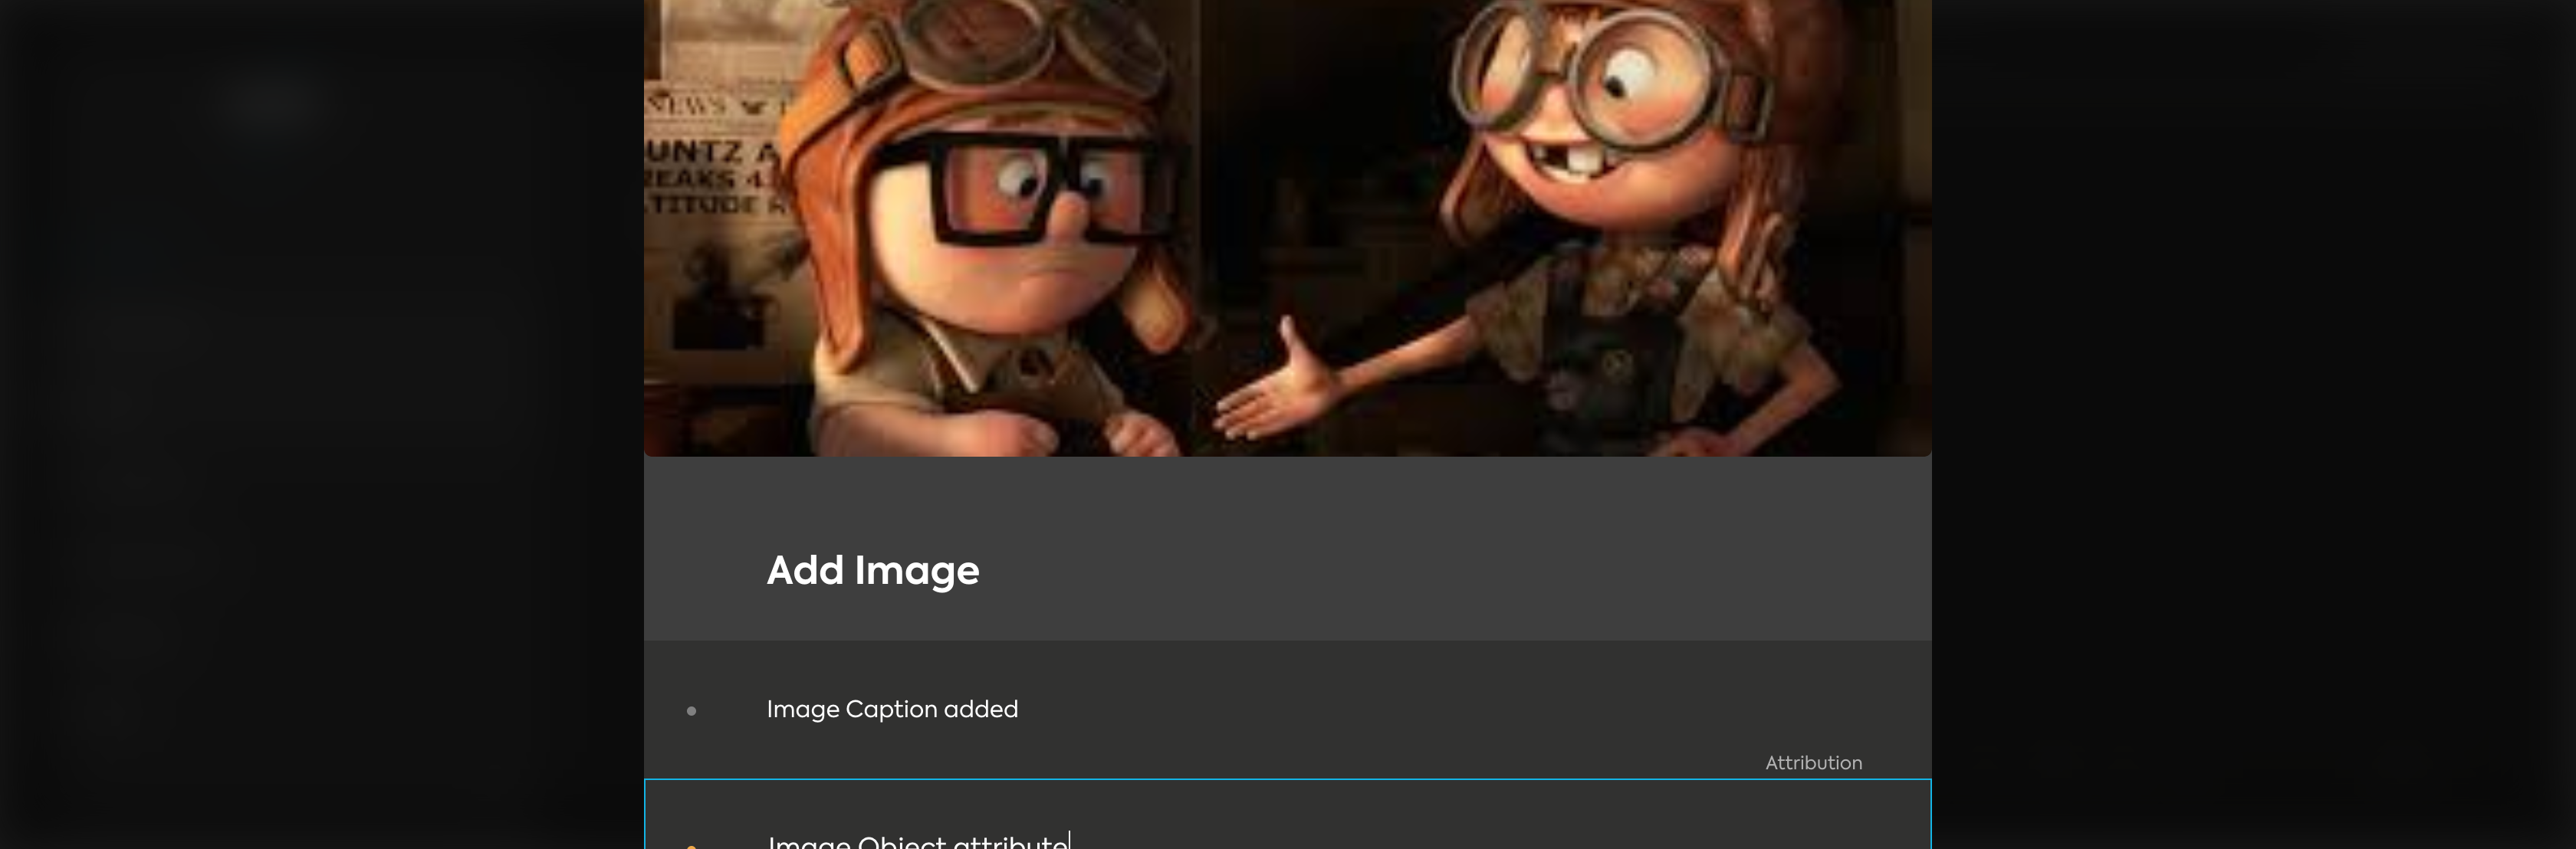 NEWS
UNTZ A
REAKS 4
TITUDE R
Add Image
Image Caption added
Attribution
Image Object attribute